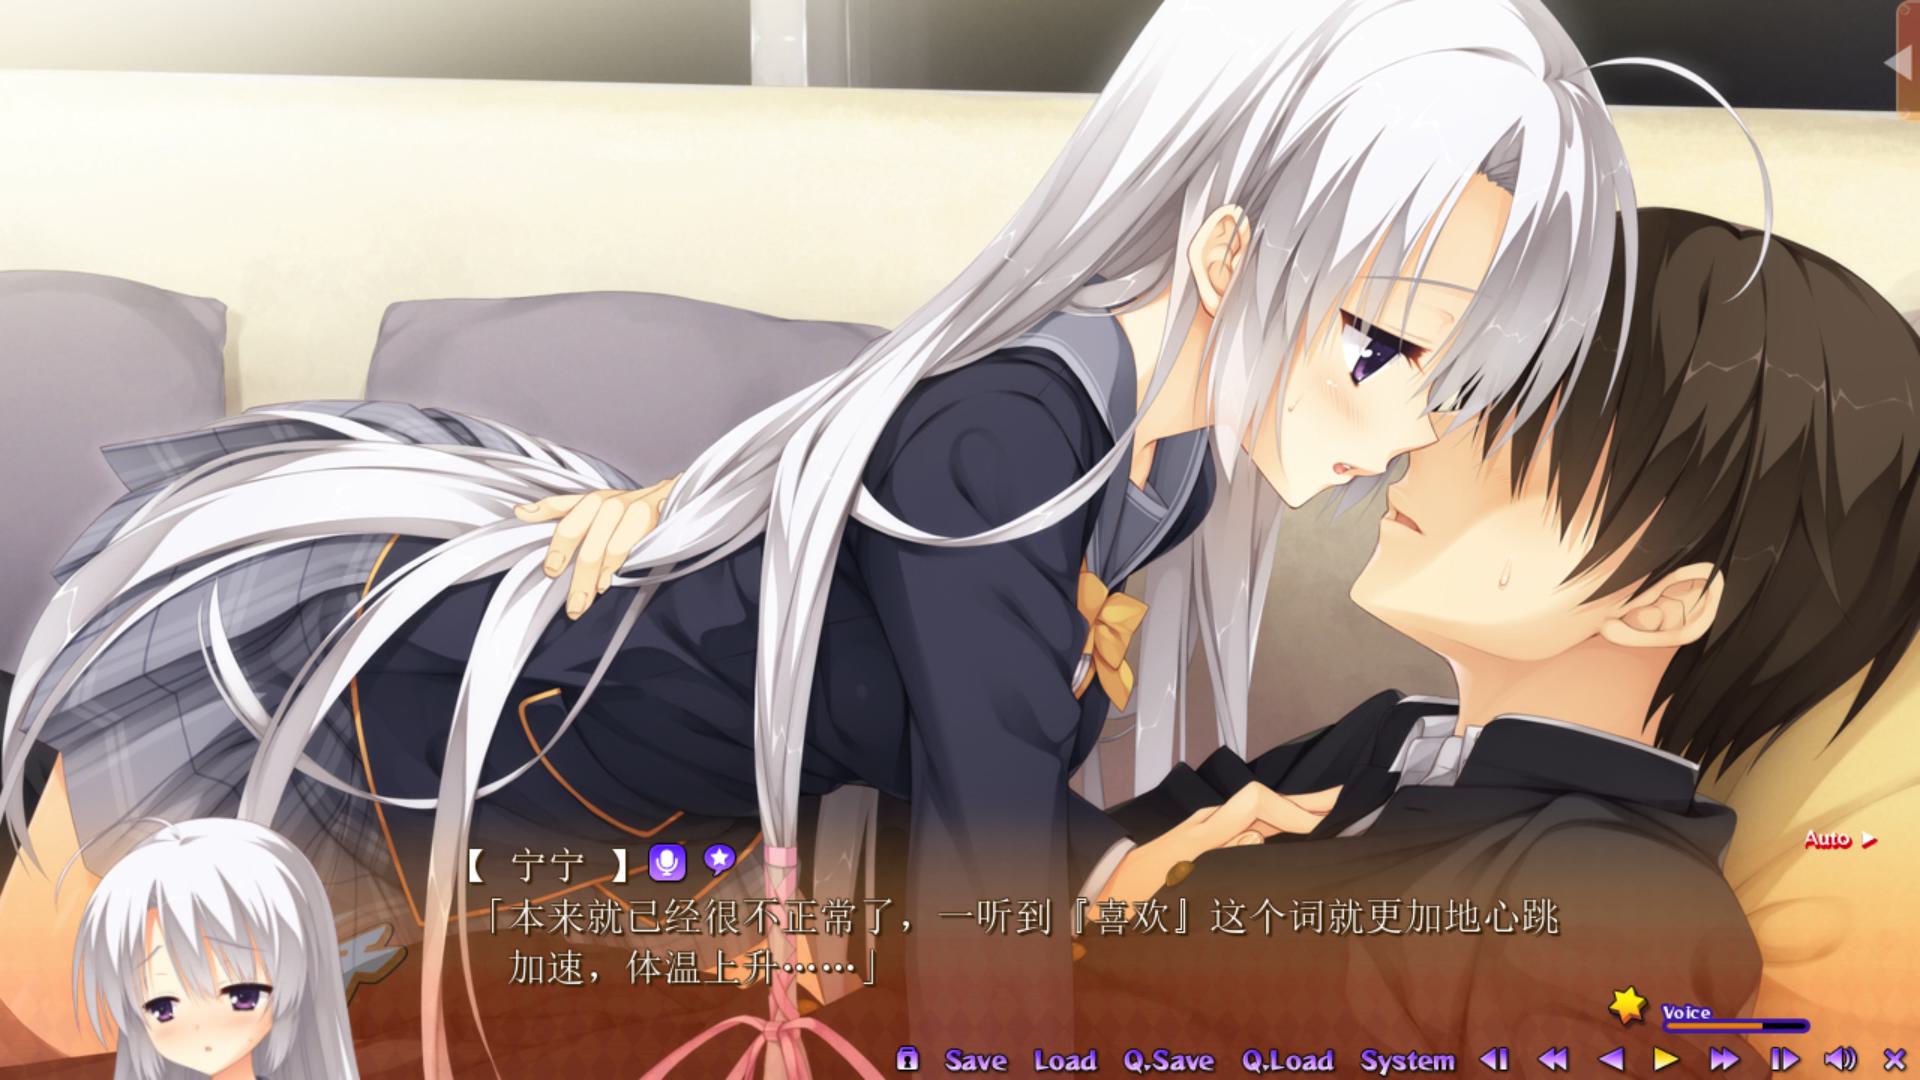 【 宁宁 】
「本来就已经很不正常了，一听到『喜欢』这个词就更加地心跳
加速，体温上升……」
Auto
Voice
Save Load Q.Save Q.Load System